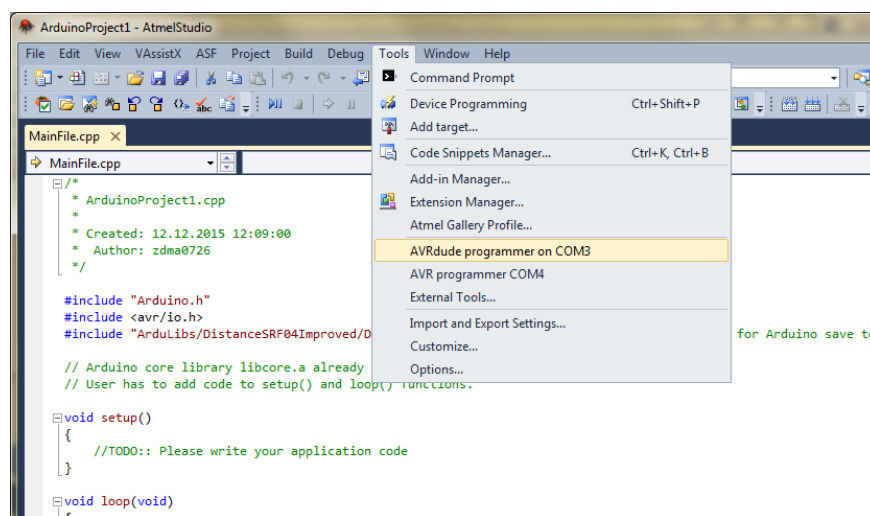 ArduinoProject1 - AtmelStudio
File Edit View VAssistX ASF Project Build Debug Tools Window Help
Command Prompt
Device Programming Ctrl+Shift+P
Add target...
Code Snippets Manager... Ctrl+K, Ctrl+B
Add-in Manager...
Extension Manager...
Atmel Gallery Profile...
AVRdude programmer on COM3
AVR programmer COM4
External Tools...
Import and Export Settings...
Customize...
Options...
MainFile.cpp
MainFile.cpp
/*
* ArduinoProject1.cpp
*
* Created: 12.12.2015 12:09:00
* Author: zdma0726
*/
#include "Arduino.h"
#include <avr/io.h>
#include "ArduLibs/DistanceSRF04Improved/D for Arduino save to
// Arduino core library libcore.a already
// User has to add code to setup() and loop() functions.
void setup()
{
//TODO:: Please write your application code
}
void loop(void)
{